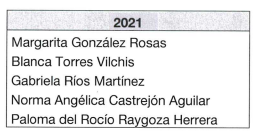 2021
Margarita González Rosas
Blanca Torres Vilchis
Gabriela Ríos Martínez
Norma Angélica Castrejón Aguilar
Paloma del Rocío Raygoza Herrera